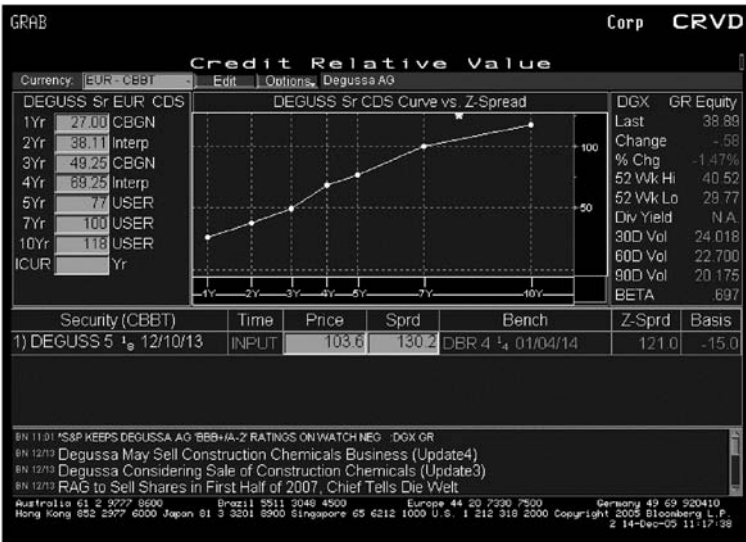 GRAB Corp CRVD
Credit Relative Value
Currency: EUR - CBBT Edit Options Degussa AG
DEGUSS Sr EUR CDS
1Yr 27.00 CBGN
2Yr 38.11 Interp
3Yr 49.25 CBGN
4Yr 69.25 Interp
5Yr 77 USER
7Yr 100 USER
10Yr 118 USER
ICUR Yr
DEGUSS Sr CDS Curve vs. Z-Spread
100
50
1Y 2Y 3Y 4Y 5Y 7Y 10Y
DGX GR Equity
Last 38.89
Change -.58
% Chg -1.47%
52 Wk Hi 40.52
52 Wk Lo 29.77
Div Yield N.A.
30D Vol 24.018
60D Vol 22.700
90D Vol 20.175
BETA .697
Security (CBBT) Time Price Sprd Bench Z-Sprd Basis
1) DEGUSS 5 1/8 12/10/13 INPUT 103.6 130.2 DBR 4 1/4 01/04/14 121.0 -15.0
BN 11:01 *S&P KEEPS DEGUSSA AG 'BBB+/A-2' RATINGS ON WATCH NEG :DGX GR
BN 12/13 Degussa May Sell Construction Chemicals Business (Update4)
BN 12/13 Degussa Considering Sale of Construction Chemicals (Update3)
BN 12/13 RAG to Sell Shares in First Half of 2007, Chief Tells Die Welt
Australia 61 2 9777 8600 Brazil 5511 3048 4500 Europe 44 20 7330 7500 Germany 49 69 920410
Hong Kong 852 2977 6000 Japan 81 3 3201 8900 Singapore 65 6212 1000 U.S. 1 212 318 2000 Copyright 2005 Bloomberg L.P.
2 14-Dec-05 11:17:38